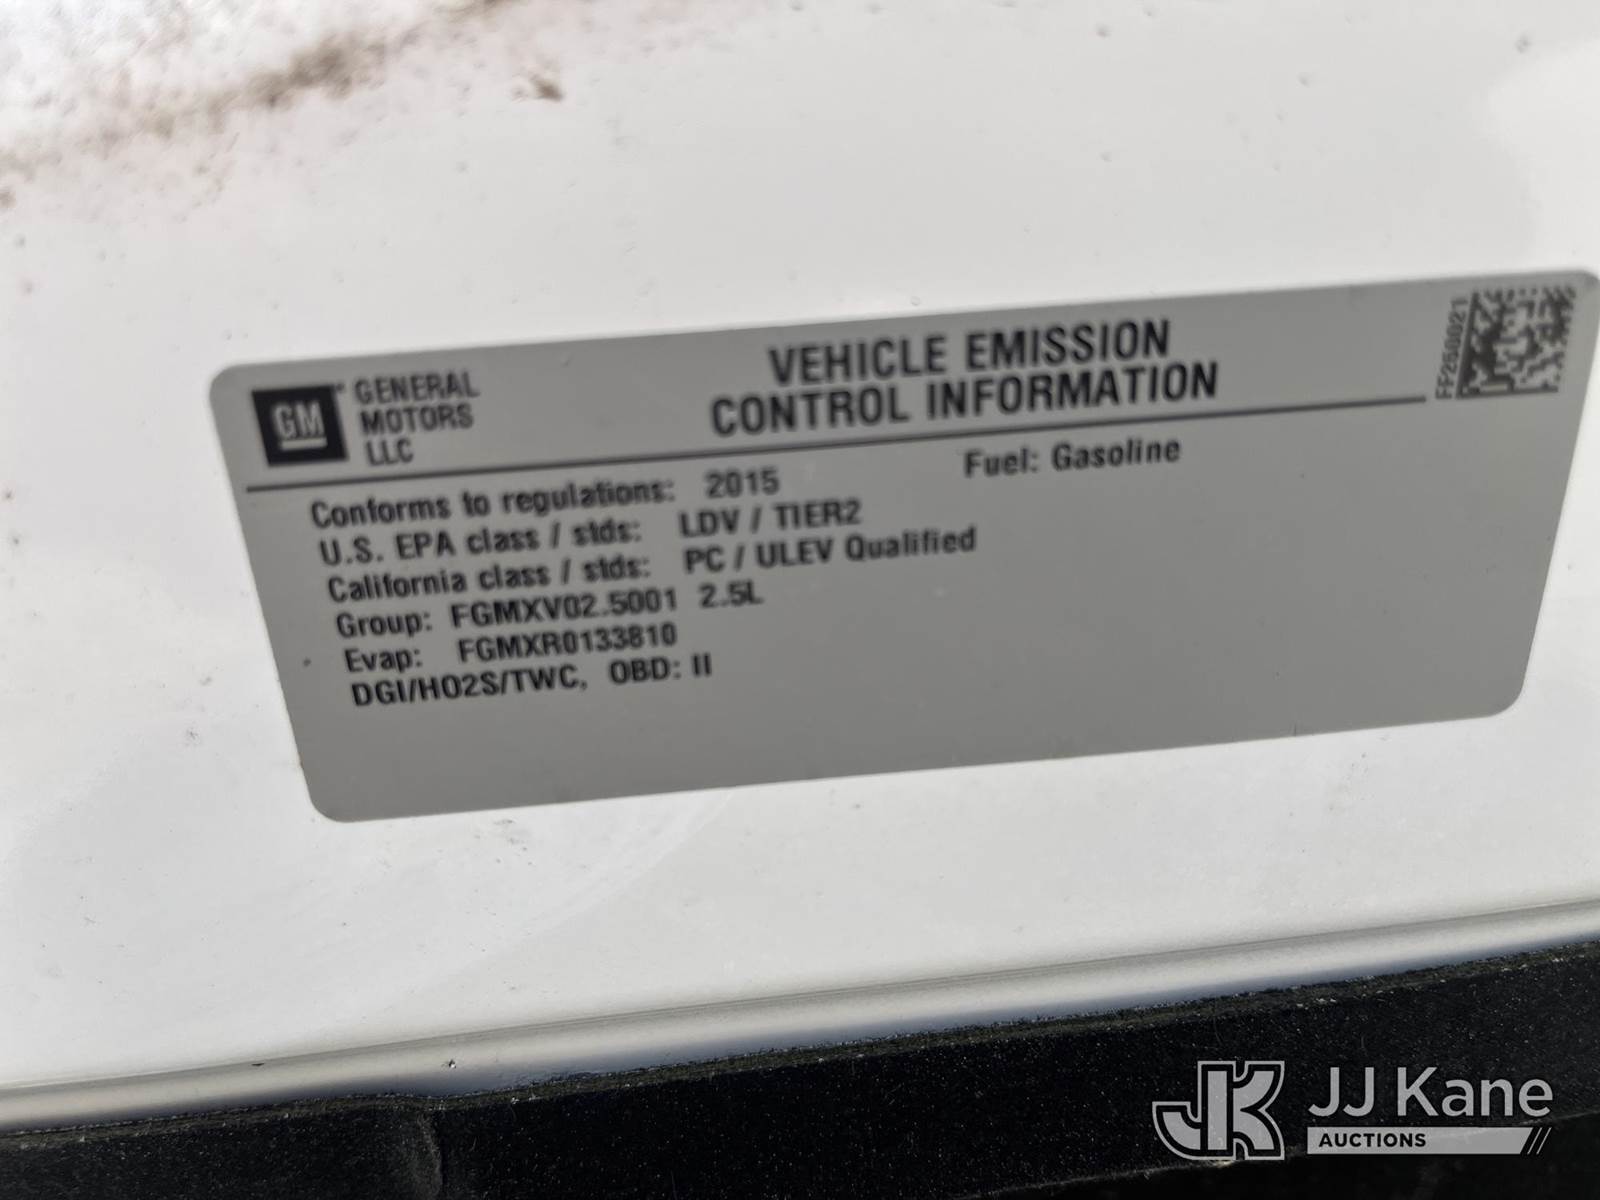 GM GENERAL
MOTORS
LLC
VEHICLE EMISSION
CONTROL INFORMATION
FF260021
Conforms to regulations: 2015 Fuel: Gasoline
U.S. EPA class / stds: LDV / TIER2
California class / stds: PC / ULEV Qualified
Group: FGMXV02.5001 2.5L
Evap: FGMXR0133810
DGI/HO2S/TWC, OBD: II
JK JJ Kane
AUCTIONS